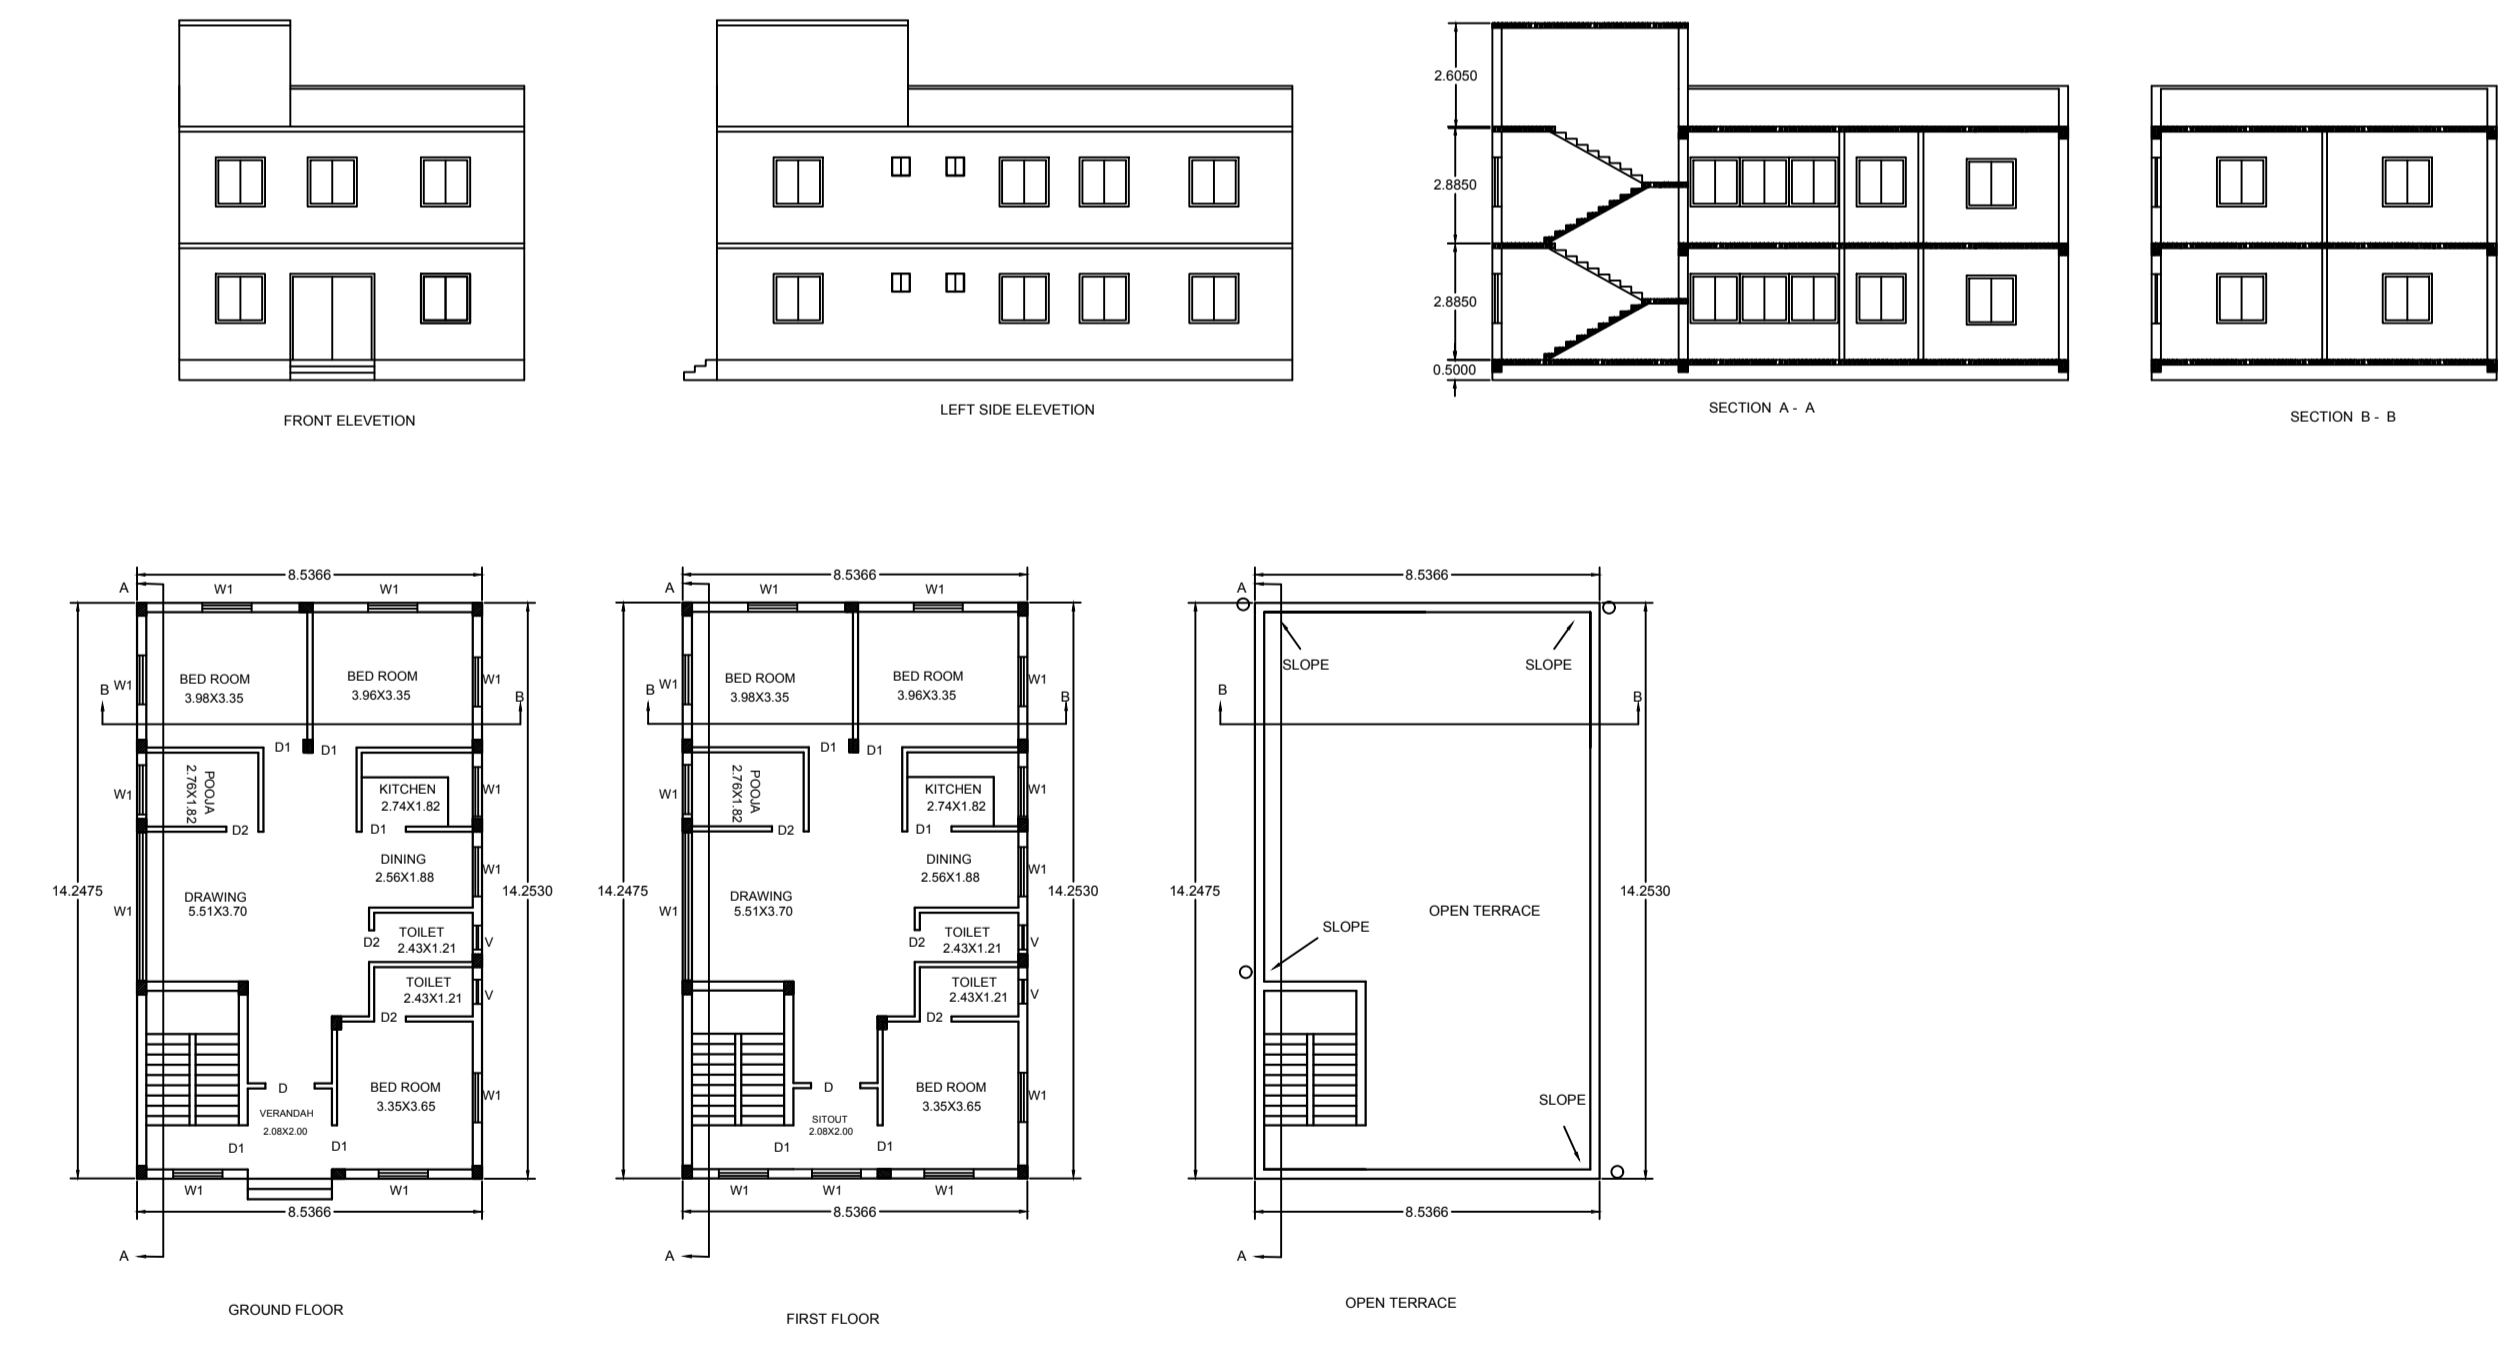 2.6050
2.8850
2.8850
0.5000
FRONT ELEVETION
LEFT SIDE ELEVETION
SECTION A - A
SECTION B - B
A
8.5366
W1
W1
B
W1
BED ROOM
3.98X3.35
BED ROOM
3.96X3.35
W1
B
D1
D1
W1
POOJA
2.76X1.82
D2
KITCHEN
2.74X1.82
D1
W1
DINING
2.56X1.88
W1
14.2475
14.2530
W1
DRAWING
5.51X3.70
TOILET
2.43X1.21
D2
V
TOILET
2.43X1.21
V
D2
D
BED ROOM
3.35X3.65
W1
VERANDAH
2.08X2.00
D1
D1
W1
W1
8.5366
A
GROUND FLOOR
A
8.5366
W1
W1
B
W1
BED ROOM
3.98X3.35
BED ROOM
3.96X3.35
W1
B
D1
D1
W1
POOJA
2.76X1.82
D2
KITCHEN
2.74X1.82
D1
W1
DINING
2.56X1.88
W1
14.2475
14.2530
W1
DRAWING
5.51X3.70
TOILET
2.43X1.21
D2
V
TOILET
2.43X1.21
V
D2
D
BED ROOM
3.35X3.65
W1
SITOUT
2.08X2.00
D1
D1
W1
W1
W1
8.5366
A
FIRST FLOOR
A
8.5366
SLOPE
SLOPE
B
B
14.2475
14.2530
OPEN TERRACE
SLOPE
SLOPE
8.5366
A
OPEN TERRACE